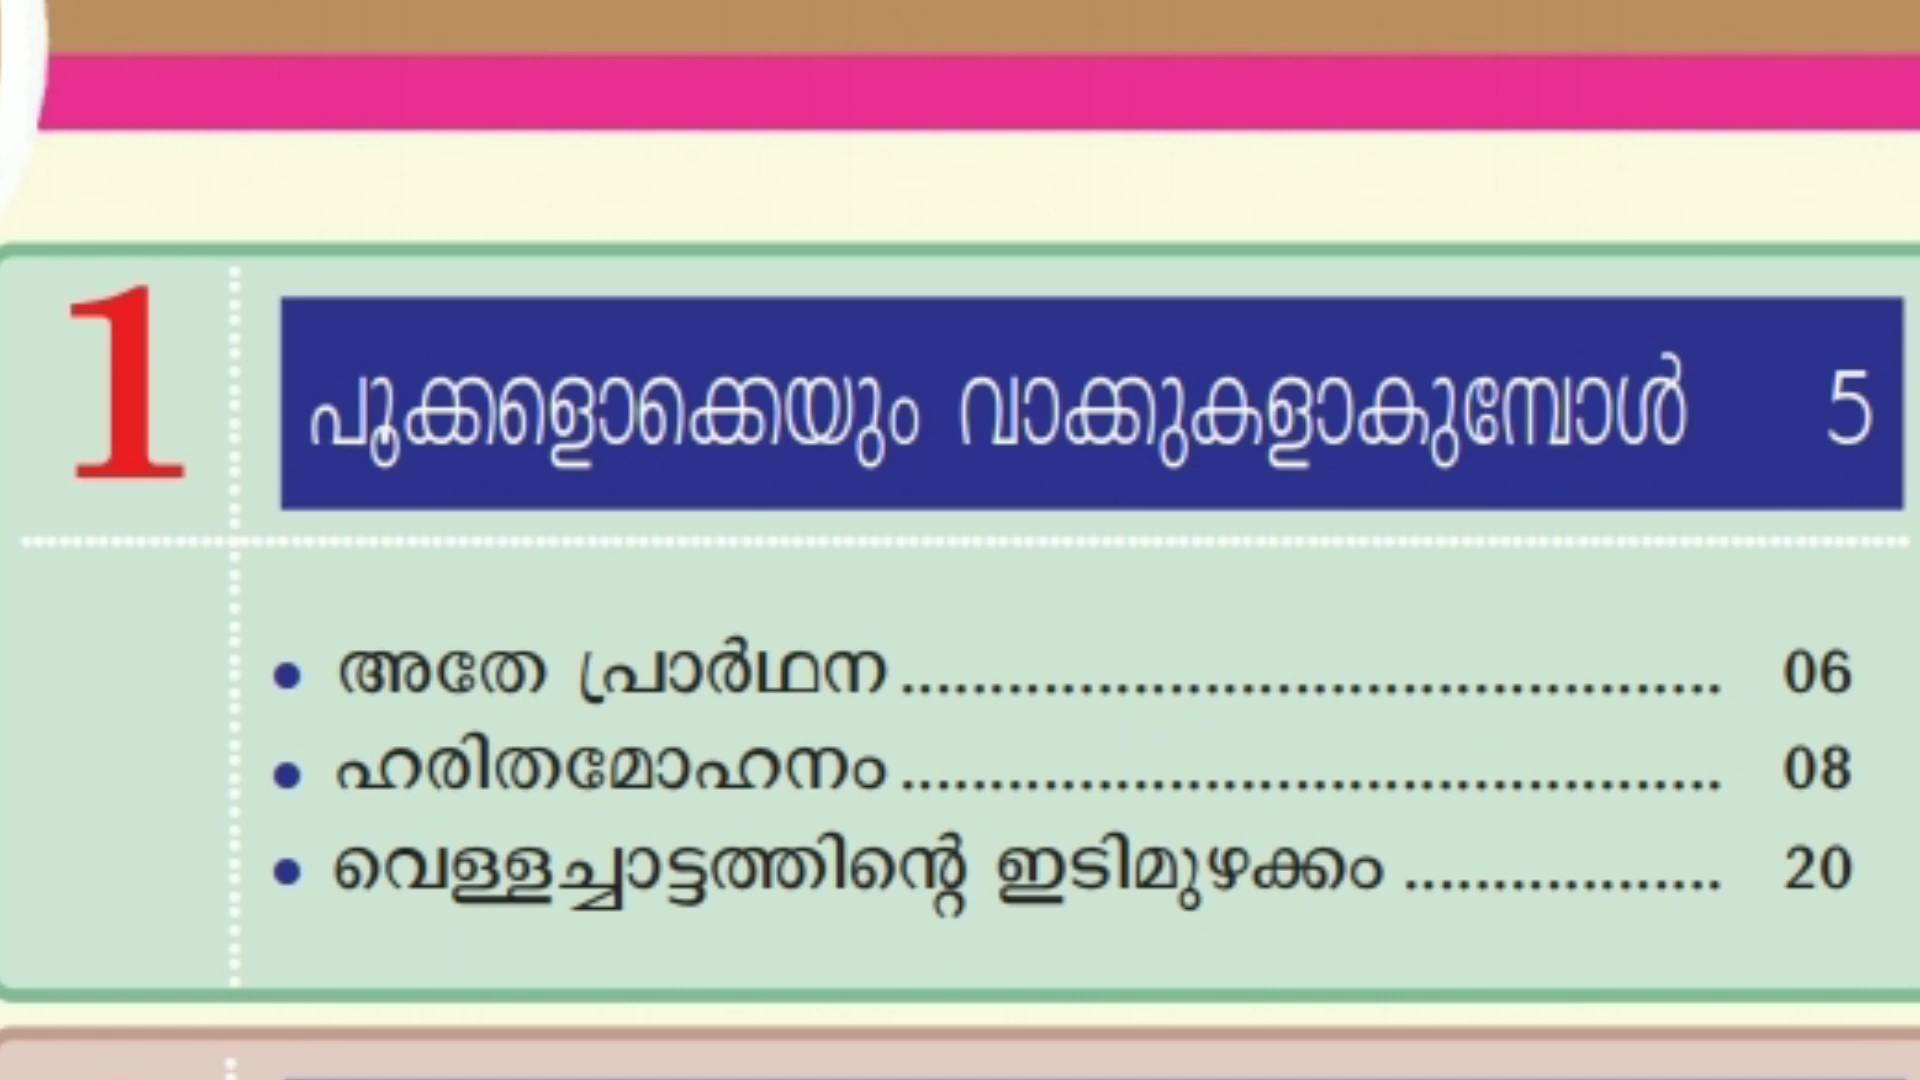 1
പൂക്കളൊക്കെയും വാക്കുകളാകുമ്പോൾ 5
• അതേ പ്രാർഥന............................................. 06
• ഹരിതമോഹനം............................................. 08
• വെള്ളച്ചാട്ടത്തിന്റെ ഇടിമുഴക്കം .................. 20